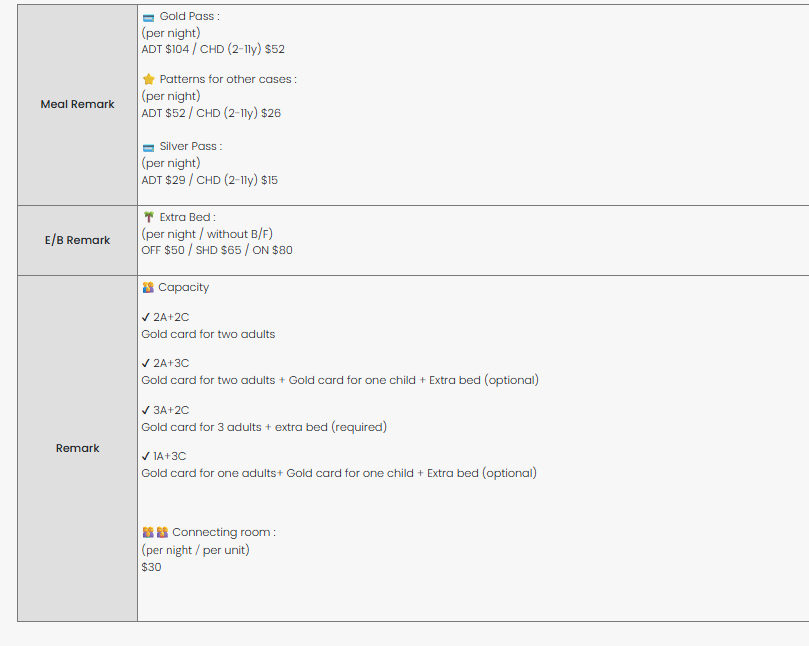 Meal Remark
Gold Pass :
(per night)
ADT $104 / CHD (2-11y) $52
Patterns for other cases :
(per night)
ADT $52 / CHD (2-11y) $26
Silver Pass :
(per night)
ADT $29 / CHD (2-11y) $15
E/B Remark
Extra Bed :
(per night / without B/F)
OFF $50 / SHD $65 / ON $80
Remark
Capacity
✓ 2A+2C
Gold card for two adults
✓ 2A+3C
Gold card for two adults + Gold card for one child + Extra bed (optional)
✓ 3A+2C
Gold card for 3 adults + extra bed (required)
✓ 1A+3C
Gold card for one adults+ Gold card for one child + Extra bed (optional)
Connecting room :
(per night / per unit)
$30